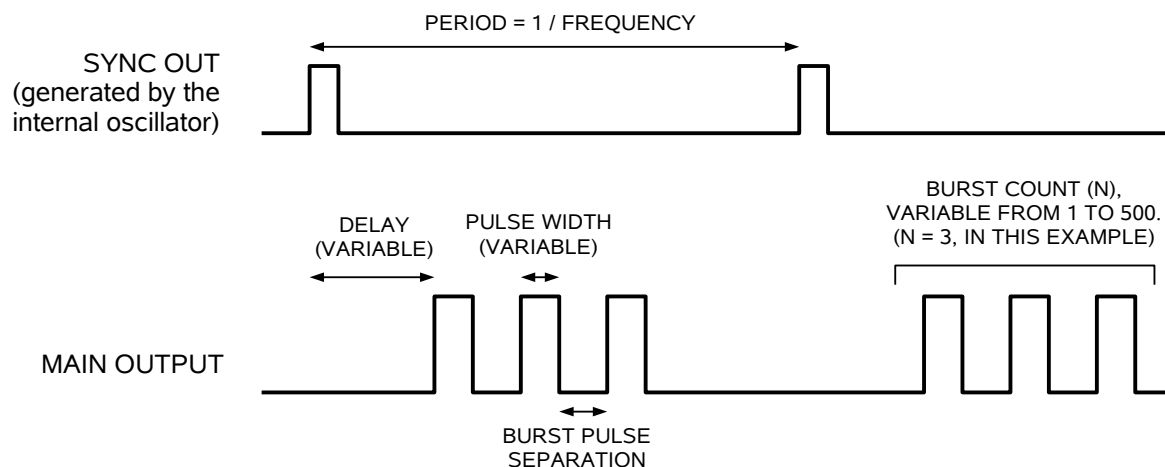 PERIOD = 1 / FREQUENCY
SYNC OUT
(generated by the
internal oscillator)
BURST COUNT (N),
VARIABLE FROM 1 TO 500.
(N = 3, IN THIS EXAMPLE)
DELAY
(VARIABLE)
PULSE WIDTH
(VARIABLE)
MAIN OUTPUT
BURST PULSE
SEPARATION